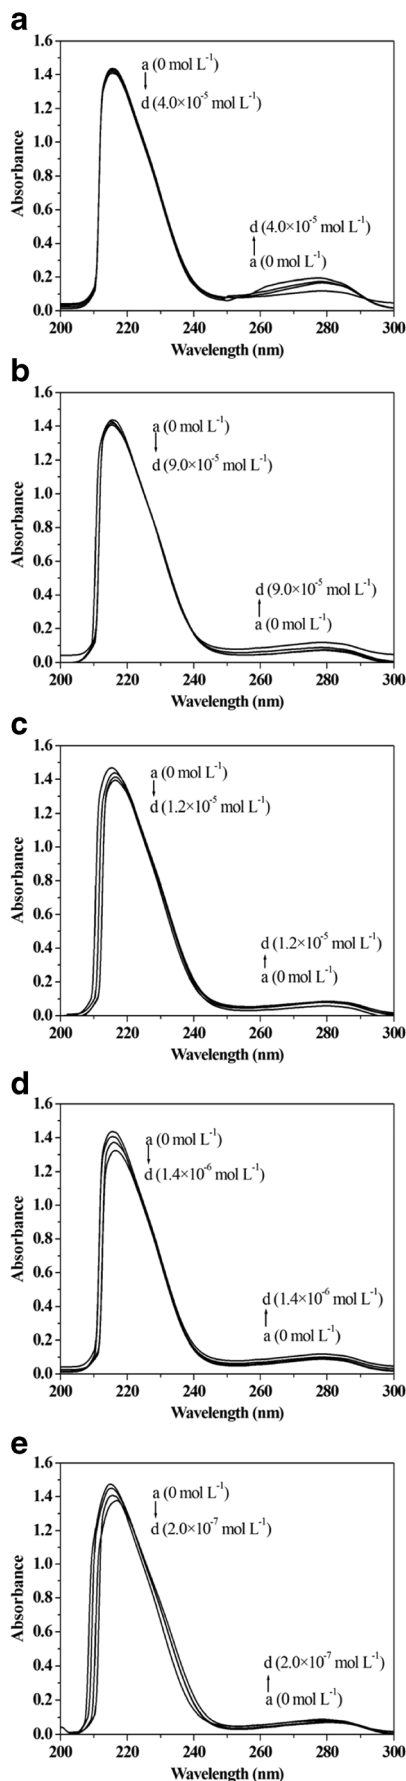 a
1.6
1.4
1.2
1.0
0.8
0.6
0.4
0.2
0.0
Absorbance
a (0 mol L⁻¹)
d (4.0×10⁻⁵ mol L⁻¹)
d (4.0×10⁻⁵ mol L⁻¹)
a (0 mol L⁻¹)
200 220 240 260 280 300
Wavelength (nm)
b
1.6
1.4
1.2
1.0
0.8
0.6
0.4
0.2
0.0
Absorbance
a (0 mol L⁻¹)
d (9.0×10⁻⁵ mol L⁻¹)
d (9.0×10⁻⁵ mol L⁻¹)
a (0 mol L⁻¹)
200 220 240 260 280 300
Wavelength (nm)
c
1.6
1.4
1.2
1.0
0.8
0.6
0.4
0.2
0.0
Absorbance
a (0 mol L⁻¹)
d (1.2×10⁻⁵ mol L⁻¹)
d (1.2×10⁻⁵ mol L⁻¹)
a (0 mol L⁻¹)
200 220 240 260 280 300
Wavelength (nm)
d
1.6
1.4
1.2
1.0
0.8
0.6
0.4
0.2
0.0
Absorbance
a (0 mol L⁻¹)
d (1.4×10⁻⁶ mol L⁻¹)
d (1.4×10⁻⁶ mol L⁻¹)
a (0 mol L⁻¹)
200 220 240 260 280 300
Wavelength (nm)
e
1.6
1.4
1.2
1.0
0.8
0.6
0.4
0.2
0.0
Absorbance
a (0 mol L⁻¹)
d (2.0×10⁻⁷ mol L⁻¹)
d (2.0×10⁻⁷ mol L⁻¹)
a (0 mol L⁻¹)
200 220 240 260 280 300
Wavelength (nm)